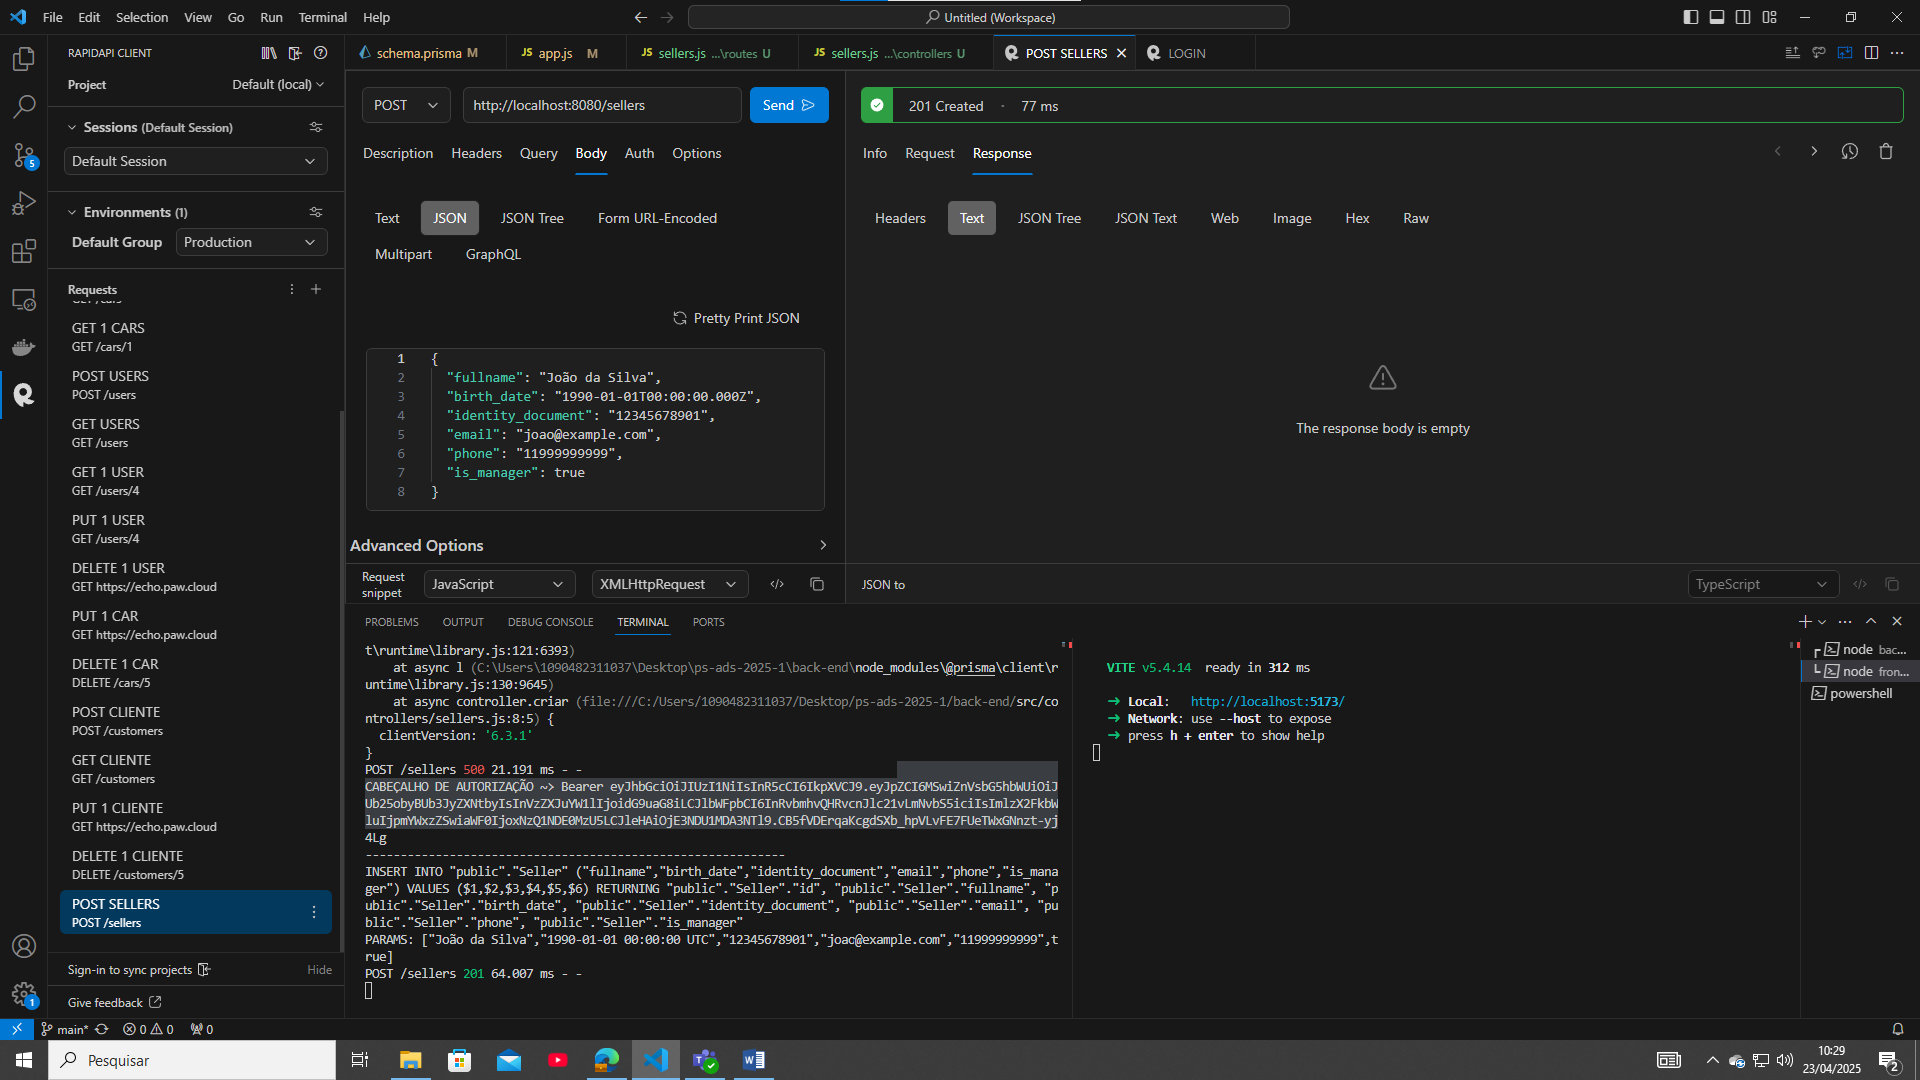 File Edit Selection View Go Run Terminal Help
Untitled (Workspace)
RAPIDAPI CLIENT
Project
Default (local)
Sessions (Default Session)
Default Session
Environments (1)
Default Group
Production
Requests
GET 1 CARS
GET /cars/1
POST USERS
POST /users
GET USERS
GET /users
GET 1 USER
GET /users/4
PUT 1 USER
GET /users/4
DELETE 1 USER
GET https://echo.paw.cloud
PUT 1 CAR
GET https://echo.paw.cloud
DELETE 1 CAR
DELETE /cars/5
POST CLIENTE
POST /customers
GET CLIENTE
GET /customers
PUT 1 CLIENTE
GET https://echo.paw.cloud
DELETE 1 CLIENTE
DELETE /customers/5
POST SELLERS
POST /sellers
Sign-in to sync projects
Hide
Give feedback
schema.prisma M
JS app.js M
JS sellers.js ...\routes U
JS sellers.js ...\controllers U
POST SELLERS
LOGIN
POST
http://localhost:8080/sellers
Send
Description Headers Query Body Auth Options
Text JSON JSON Tree Form URL-Encoded
Multipart GraphQL
Pretty Print JSON
1 {
2 "fullname": "João da Silva",
3 "birth_date": "1990-01-01T00:00:00.000Z",
4 "identity_document": "12345678901",
5 "email": "joao@example.com",
6 "phone": "11999999999",
7 "is_manager": true
8 }
Advanced Options
Request snippet
JavaScript
XMLHttpRequest
201 Created · 77 ms
Info Request Response
Headers Text JSON Tree JSON Text Web Image Hex Raw
The response body is empty
JSON to
TypeScript
PROBLEMS OUTPUT DEBUG CONSOLE TERMINAL PORTS
t\runtime\library.js:121:6393)
at async l (C:\Users\1090482311037\Desktop\ps-ads-2025-1\back-end\node_modules\@prisma\client\r
untime\library.js:130:9645)
at async controller.criar (file:///C:/Users/1090482311037/Desktop/ps-ads-2025-1/back-end/src/co
ntrollers/sellers.js:8:5) {
clientVersion: '6.3.1'
}
POST /sellers 500 21.191 ms - -
CABEÇALHO DE AUTORIZAÇÃO ~> Bearer
4Lg
------------------------------------------------------------
INSERT INTO "public"."Seller" ("fullname","birth_date","identity_document","email","phone","is_mana
ger") VALUES ($1,$2,$3,$4,$5,$6) RETURNING "public"."Seller"."id", "public"."Seller"."fullname", "p
ublic"."Seller"."birth_date", "public"."Seller"."identity_document", "public"."Seller"."email", "pu
blic"."Seller"."phone", "public"."Seller"."is_manager"
PARAMS: ["João da Silva","1990-01-01 00:00:00 UTC","12345678901","joao@example.com","11999999999",t
rue]
POST /sellers 201 64.007 ms - -
VITE v5.4.14 ready in 312 ms
➜ Local: http://localhost:5173/
➜ Network: use --host to expose
➜ press h + enter to show help
node bac...
node fron...
powershell
main*
0 0
0
Pesquisar
10:29
23/04/2025
2
5
1